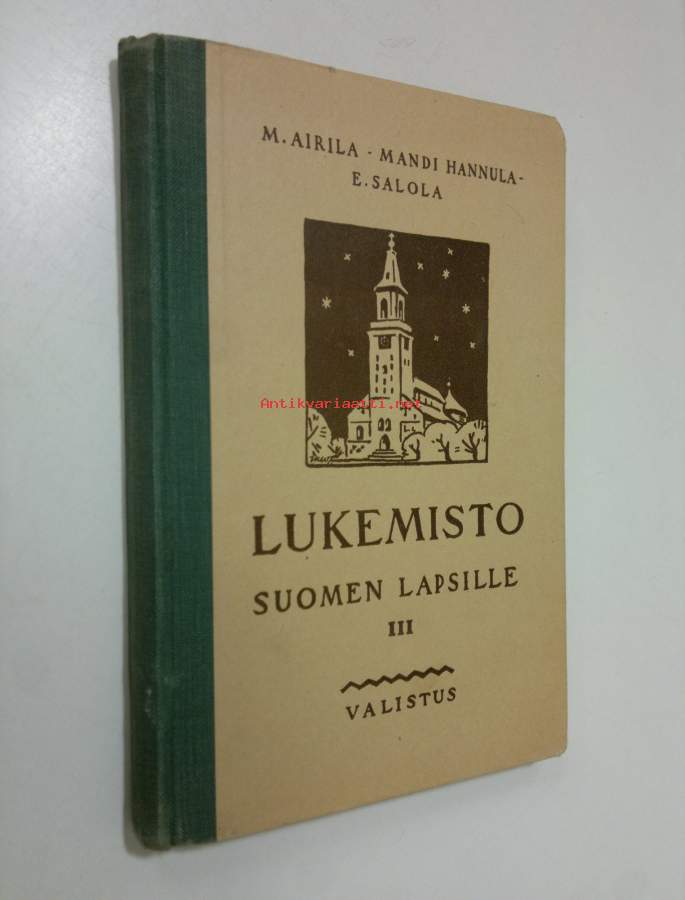 M. AIRILA - MANDI HANNULA -
E. SALOLA
Antikvariaatti.net
LUKEMISTO
SUOMEN LAPSILLE
III
VALISTUS